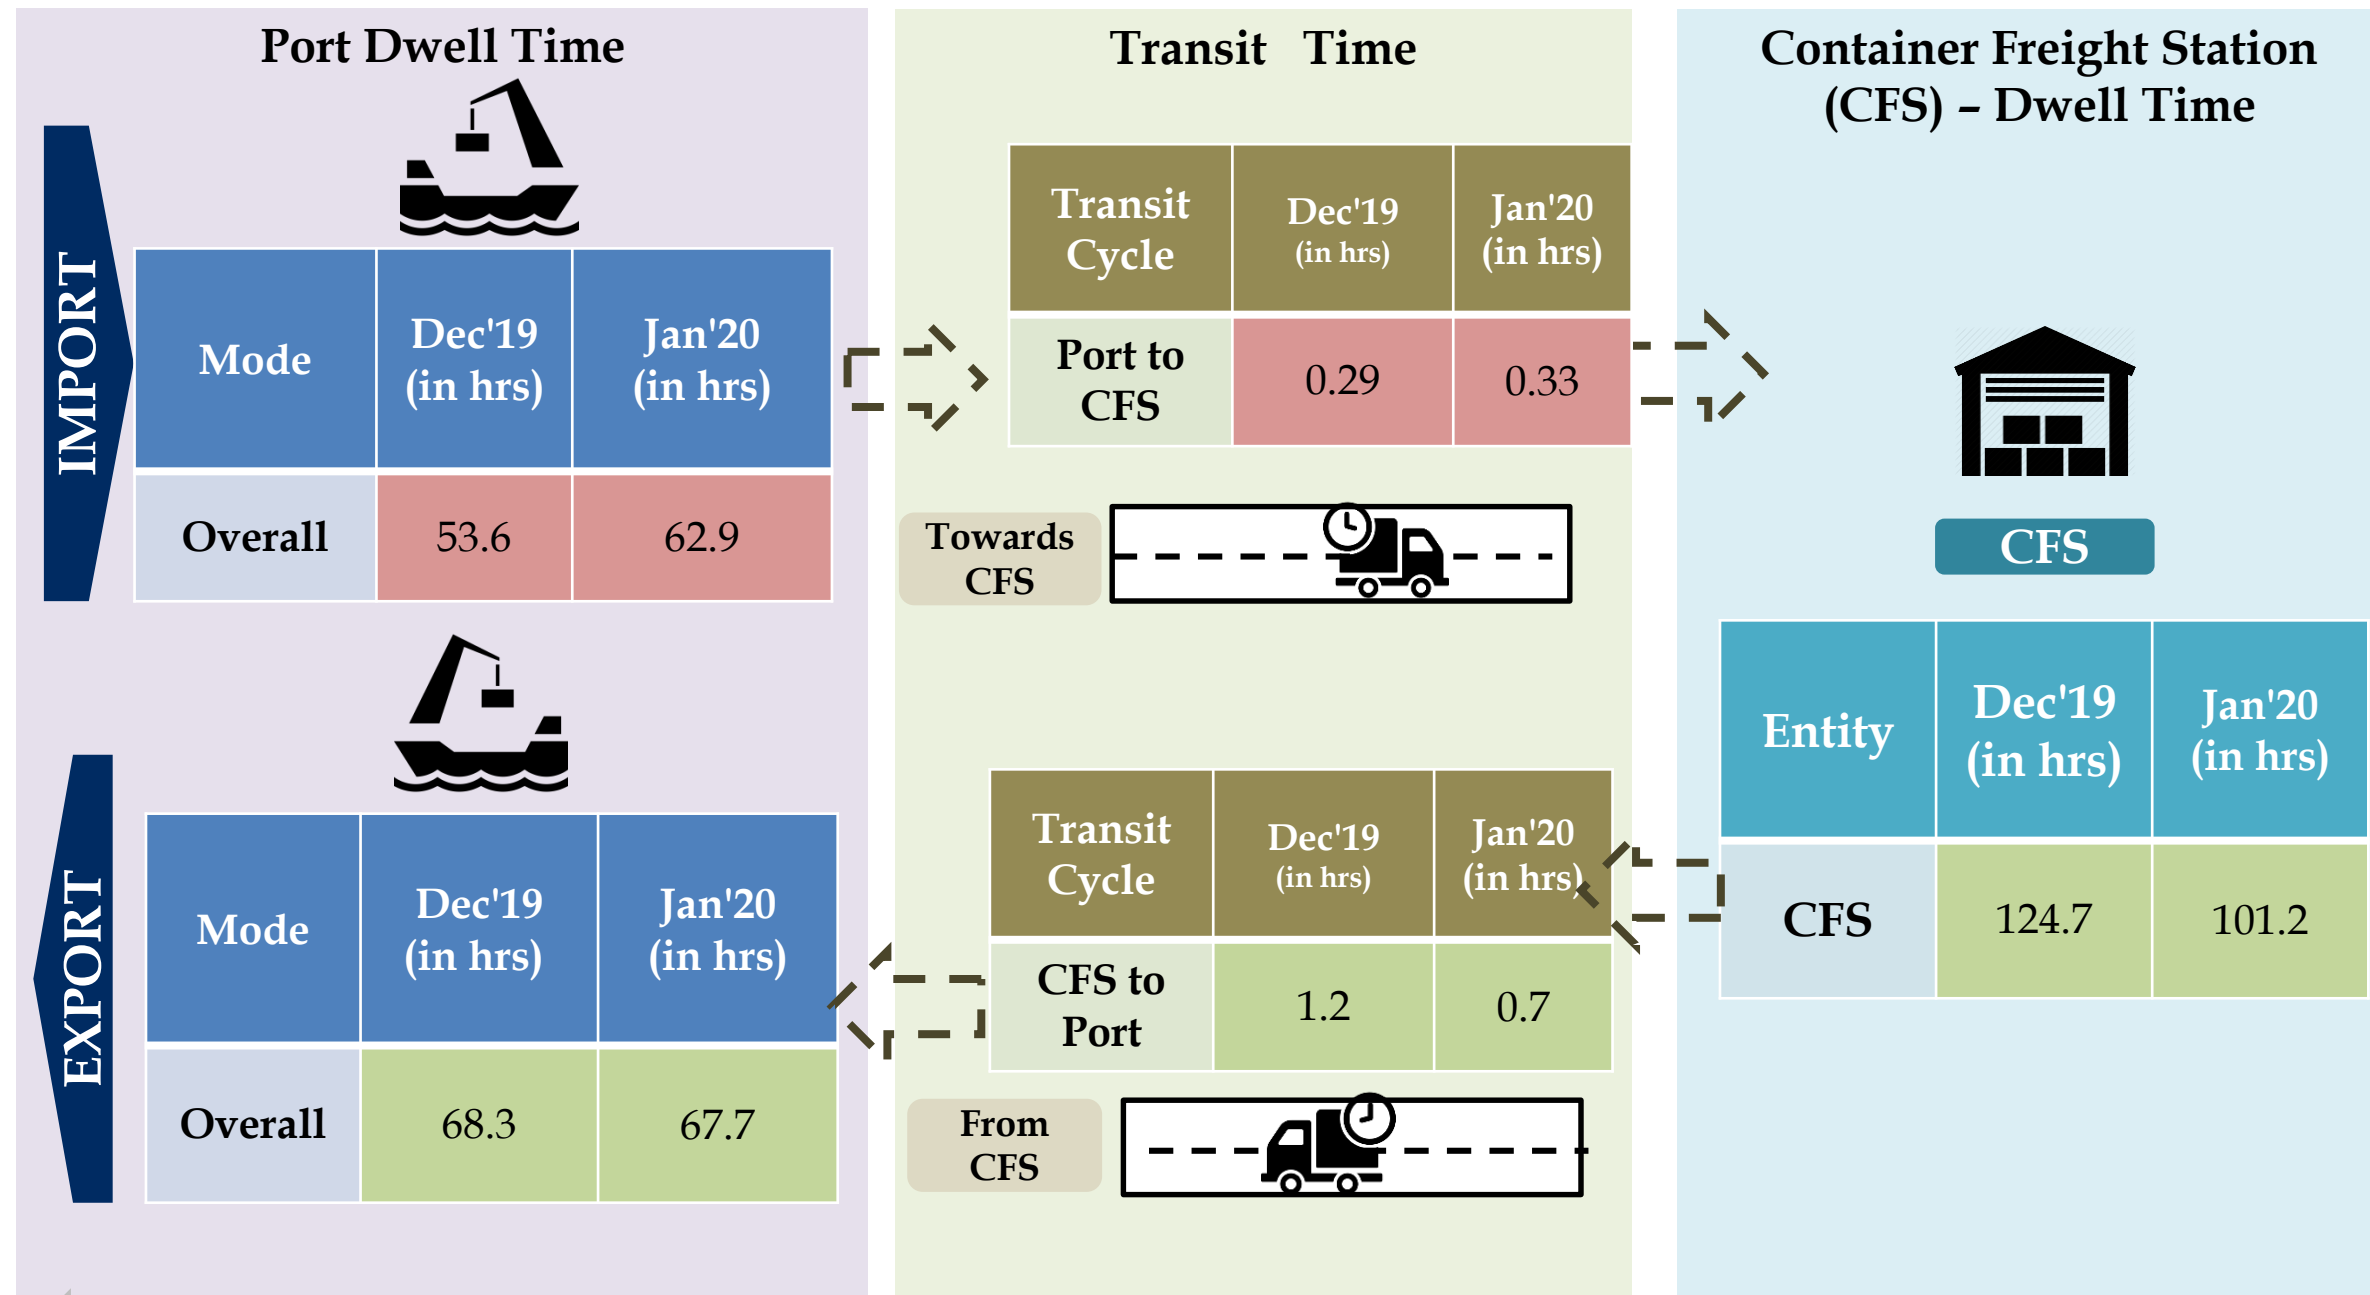 Port Dwell Time
IMPORT
Mode
Dec'19
(in hrs)
Jan'20
(in hrs)
Overall
53.6
62.9
EXPORT
Mode
Dec'19
(in hrs)
Jan'20
(in hrs)
Overall
68.3
67.7
Transit Time
Transit
Cycle
Dec'19
(in hrs)
Jan'20
(in hrs)
Port to
CFS
0.29
0.33
Towards
CFS
Transit
Cycle
Dec'19
(in hrs)
Jan'20
(in hrs)
CFS to
Port
1.2
0.7
From
CFS
Container Freight Station
(CFS) – Dwell Time
CFS
Entity
Dec'19
(in hrs)
Jan'20
(in hrs)
CFS
124.7
101.2